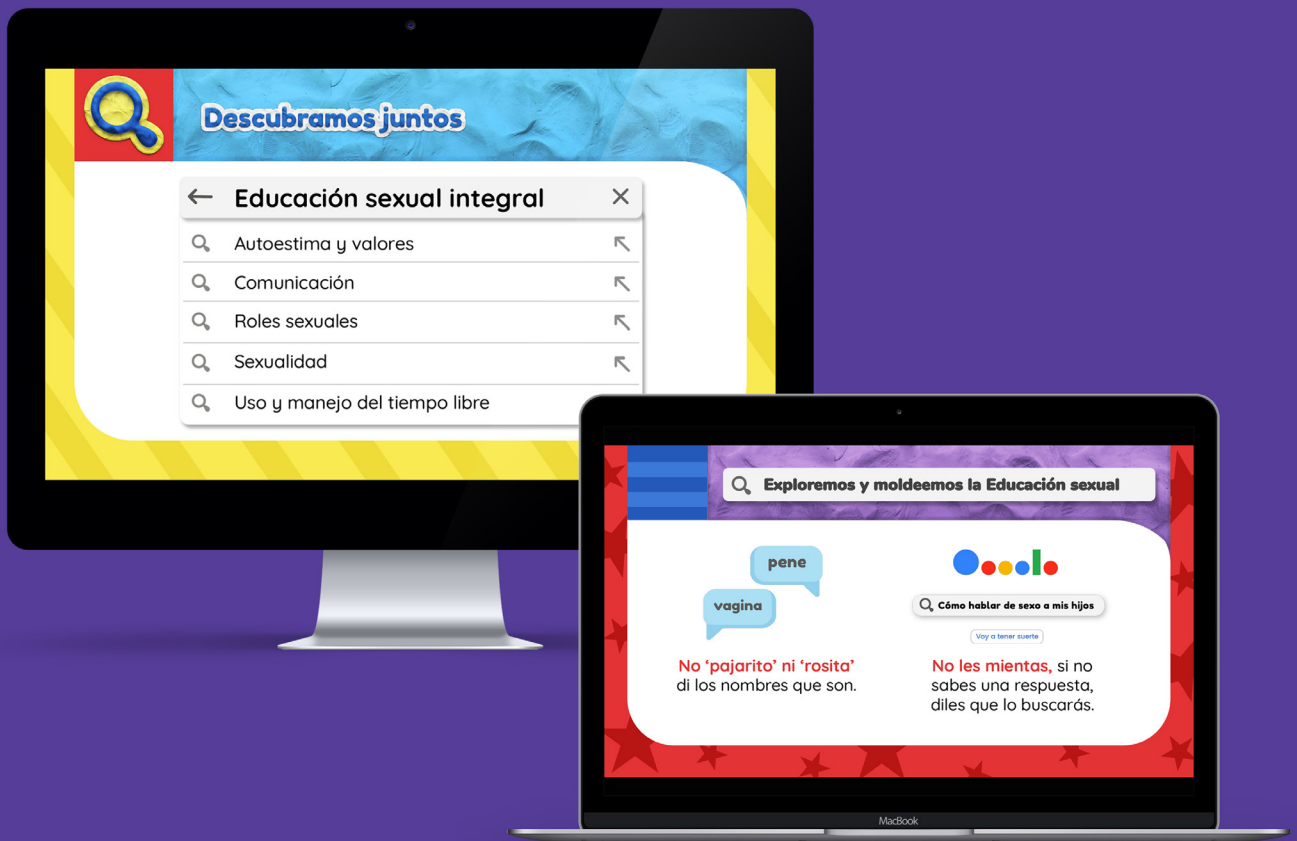 Descubramos juntos
Educación sexual integral
Autoestima y valores
Comunicación
Roles sexuales
Sexualidad
Uso y manejo del tiempo libre
Exploremos y moldeemos la Educación sexual
pene
vagina
No ‘pajarito’ ni ‘rosita’
di los nombres que son.
Cómo hablar de sexo a mis hijos
Voy a tener suerte
No les mientas, si no
sabes una respuesta,
diles que lo buscarás.
MacBook